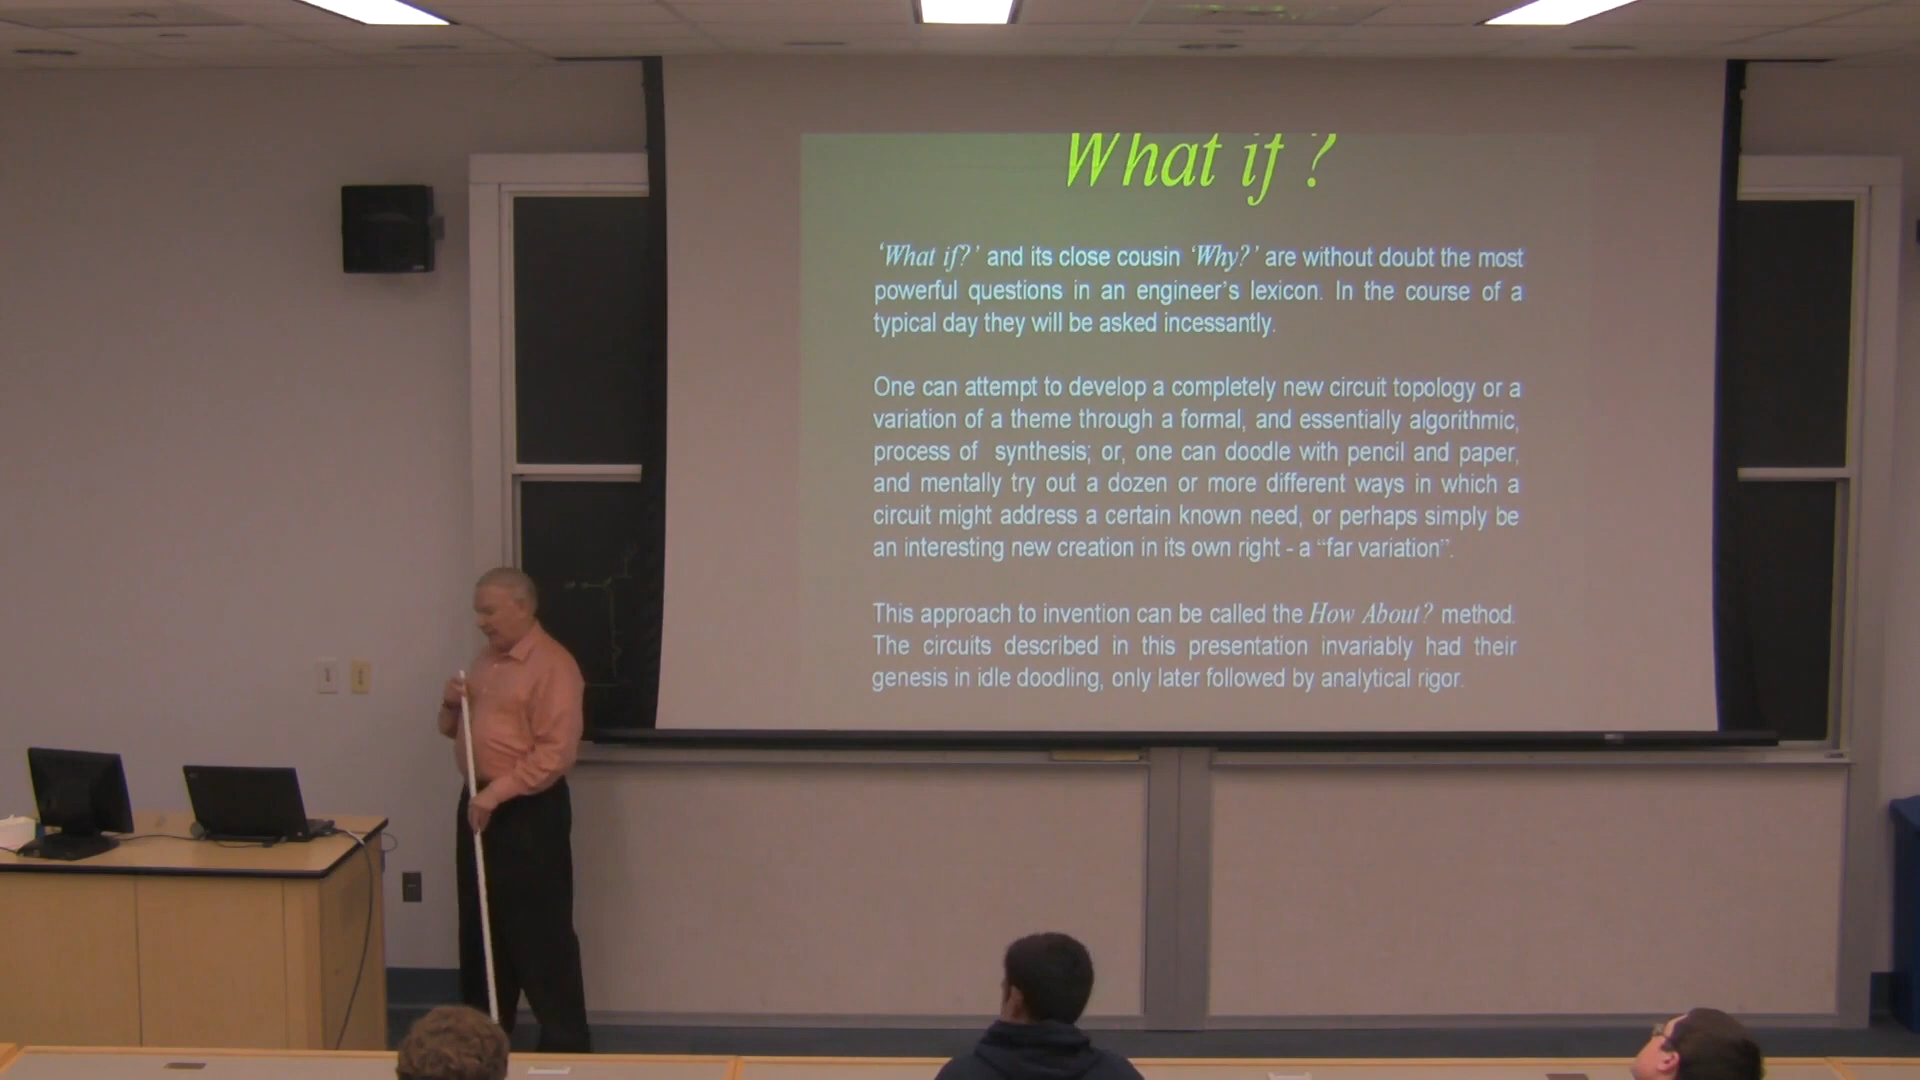 What if ?
‘What if?’ and its close cousin ‘Why?’ are without doubt the most
powerful questions in an engineer’s lexicon. In the course of a
typical day they will be asked incessantly.
One can attempt to develop a completely new circuit topology or a
variation of a theme through a formal, and essentially algorithmic,
process of synthesis; or, one can doodle with pencil and paper,
and mentally try out a dozen or more different ways in which a
circuit might address a certain known need, or perhaps simply be
an interesting new creation in its own right - a “far variation”.
This approach to invention can be called the How About? method.
The circuits described in this presentation invariably had their
genesis in idle doodling, only later followed by analytical rigor.